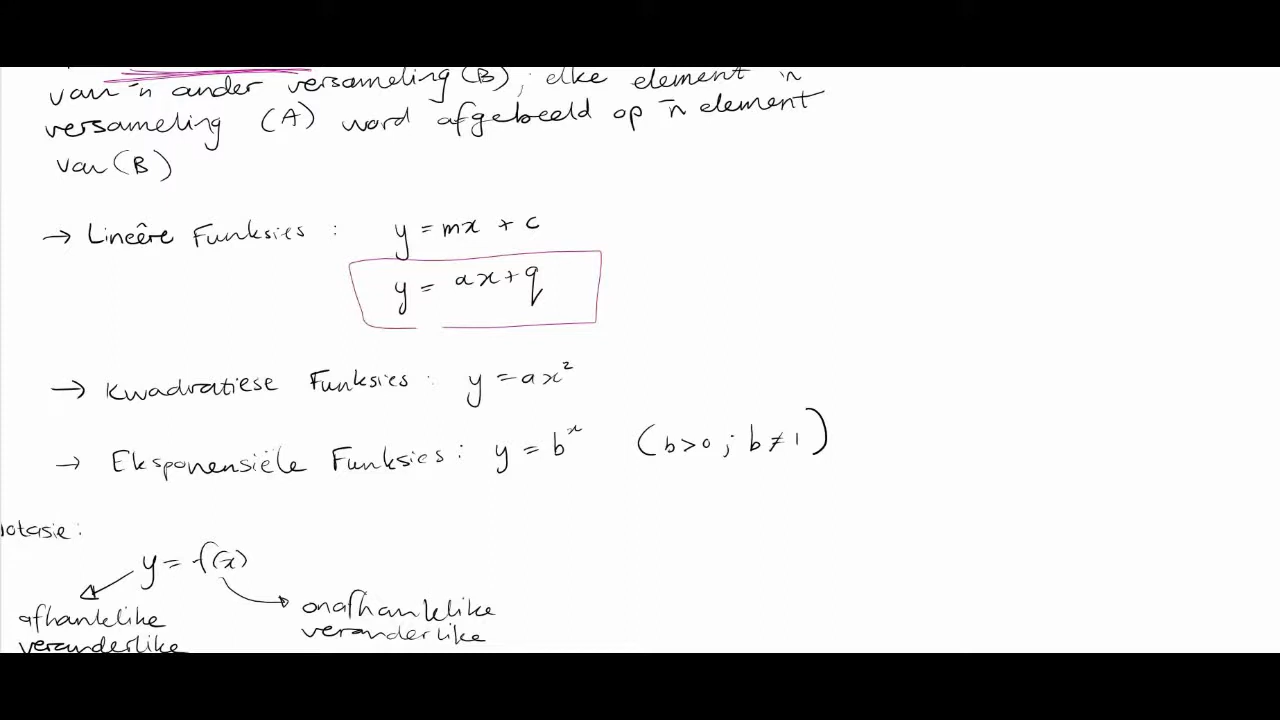 van 'n ander versameling (B); elke element in
versameling (A) word afgebeeld op 'n element
van (B)
→ Lineêre Funksies : y = mx + c
y = ax + q
→ Kwadratiese Funksies : y = ax²
→ Eksponensiële Funksies : y = bˣ (b > 0 ; b ≠ 1)
notasie :
y = f(x)
afhanklike onafhanklike
veranderlike veranderlike